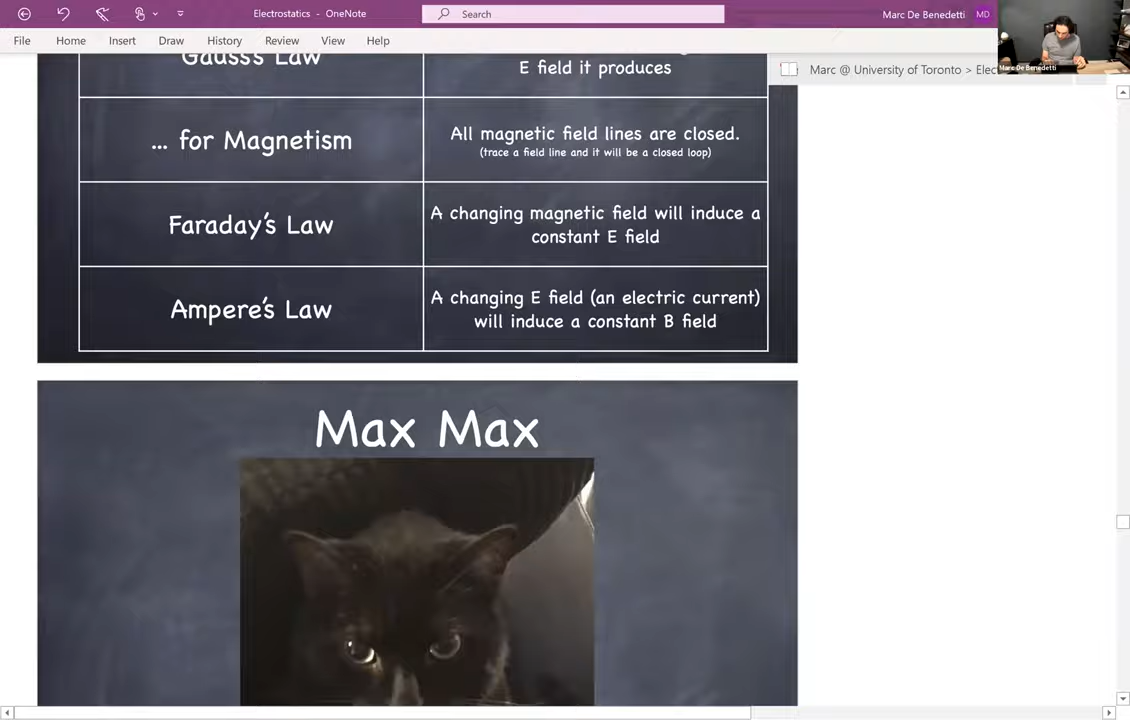 Electrostatics - OneNote
Search
Marc De Benedetti
MD
File Home Insert Draw History Review View Help
Marc De Benedetti
Marc @ University of Toronto > Elec
Gauss's Law
E field it produces
... for Magnetism
All magnetic field lines are closed.
(trace a field line and it will be a closed loop)
Faraday's Law
A changing magnetic field will induce a
constant E field
Ampere's Law
A changing E field (an electric current)
will induce a constant B field
Max Max